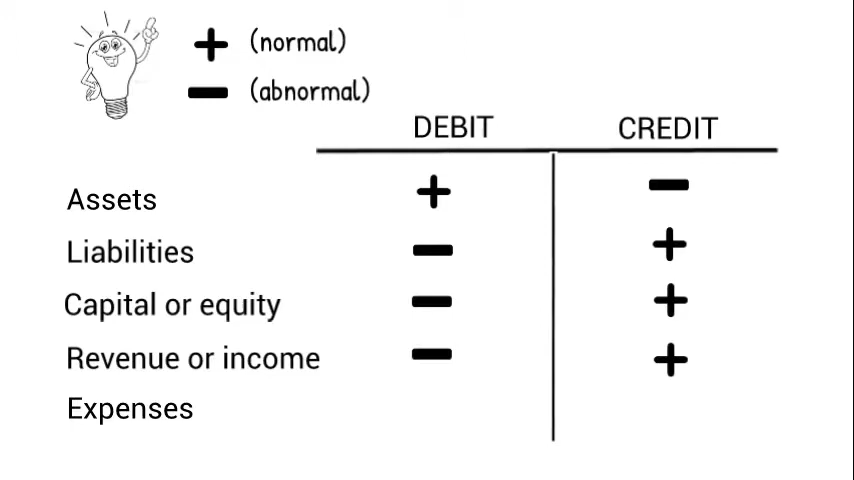 + (normal)
− (abnormal)
DEBIT CREDIT
Assets + −
Liabilities − +
Capital or equity − +
Revenue or income − +
Expenses